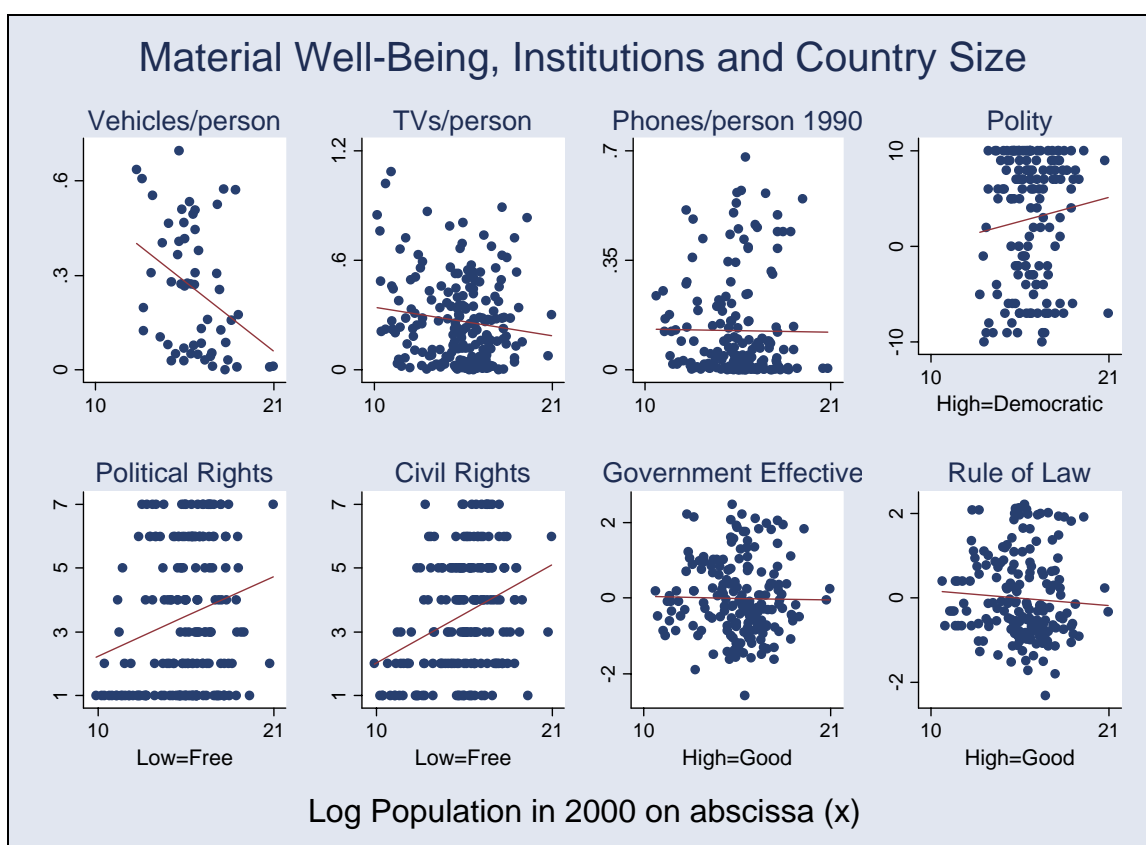 Material Well-Being, Institutions and Country Size
Vehicles/person
TVs/person
Phones/person 1990
Polity
0 .3 .6
10 21
0 .6 1.2
10 21
0 .35 .7
10 21
-10 0 10
10 21
High=Democratic
Political Rights
Civil Rights
Government Effective
Rule of Law
1 3 5 7
10 21
Low=Free
1 3 5 7
10 21
Low=Free
-2 0 2
10 21
High=Good
-2 0 2
10 21
High=Good
Log Population in 2000 on abscissa (x)